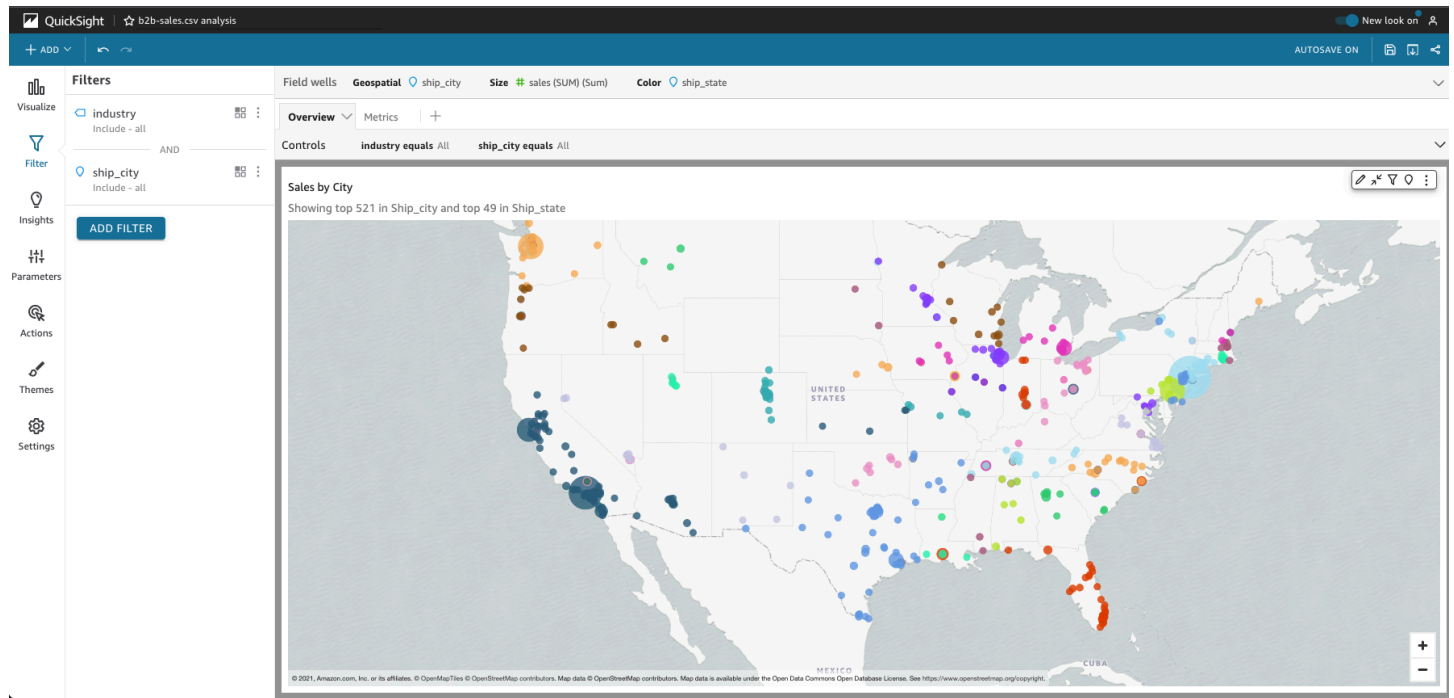 QuickSight
b2b-sales.csv analysis
New look on
ADD
AUTOSAVE ON
Visualize
Filter
Insights
Parameters
Actions
Themes
Settings
Filters
industry
Include - all
AND
ship_city
Include - all
ADD FILTER
Field wells Geospatial ship_city Size # sales (SUM) (Sum) Color ship_state
Overview Metrics +
Controls industry equals All ship_city equals All
Sales by City
Showing top 521 in Ship_city and top 49 in Ship_state
UNITED
STATES
MEXICO
CUBA
+
−
© 2021, Amazon.com, Inc. or its affiliates. © OpenMapTiles © OpenStreetMap contributors. Map data © OpenStreetMap contributors. Map data is available under the Open Data Commons Open Database License. See https://www.openstreetmap.org/copyright.